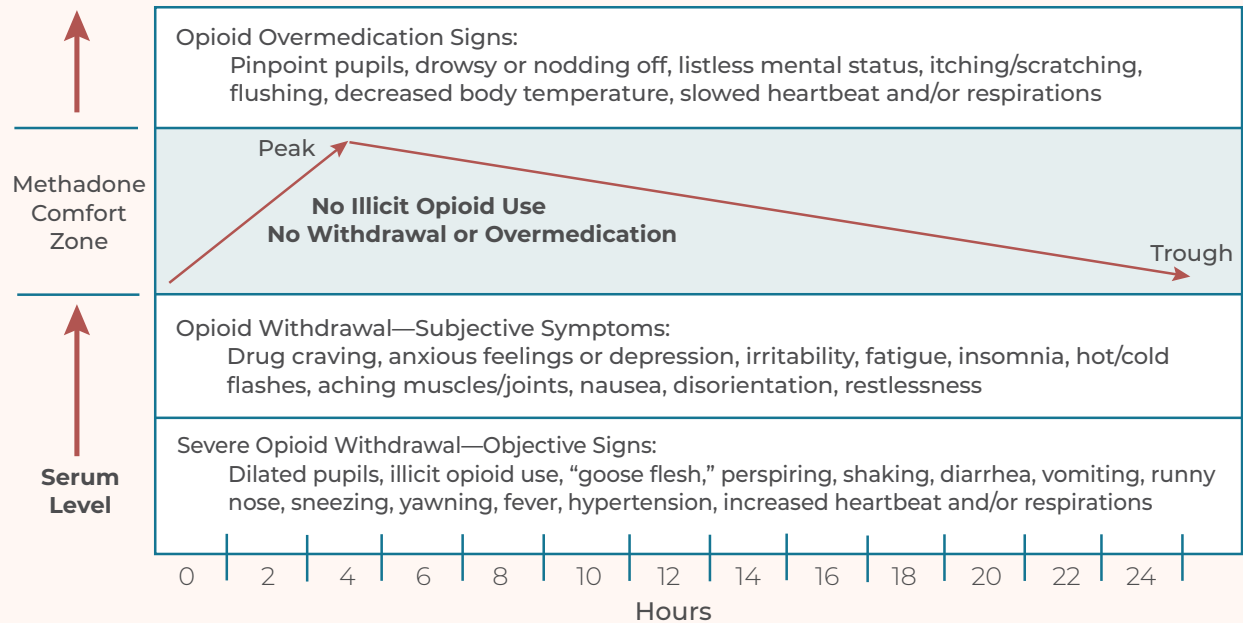 Opioid Overmedication Signs:
Pinpoint pupils, drowsy or nodding off, listless mental status, itching/scratching,
flushing, decreased body temperature, slowed heartbeat and/or respirations
Methadone
Comfort
Zone
Peak
No Illicit Opioid Use
No Withdrawal or Overmedication
Trough
Opioid Withdrawal—Subjective Symptoms:
Drug craving, anxious feelings or depression, irritability, fatigue, insomnia, hot/cold
flashes, aching muscles/joints, nausea, disorientation, restlessness
Serum
Level
Severe Opioid Withdrawal—Objective Signs:
Dilated pupils, illicit opioid use, “goose flesh,” perspiring, shaking, diarrhea, vomiting, runny
nose, sneezing, yawning, fever, hypertension, increased heartbeat and/or respirations
0 2 4 6 8 10 12 14 16 18 20 22 24
Hours